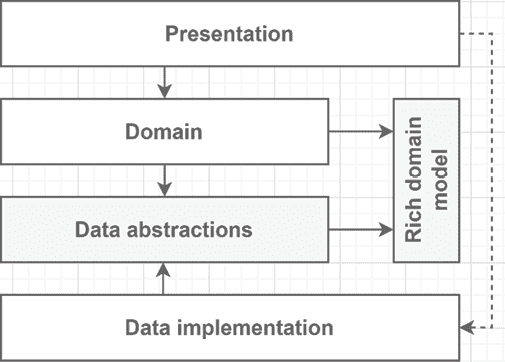 Presentation
Domain
Rich domain
model
Data abstractions
Data implementation